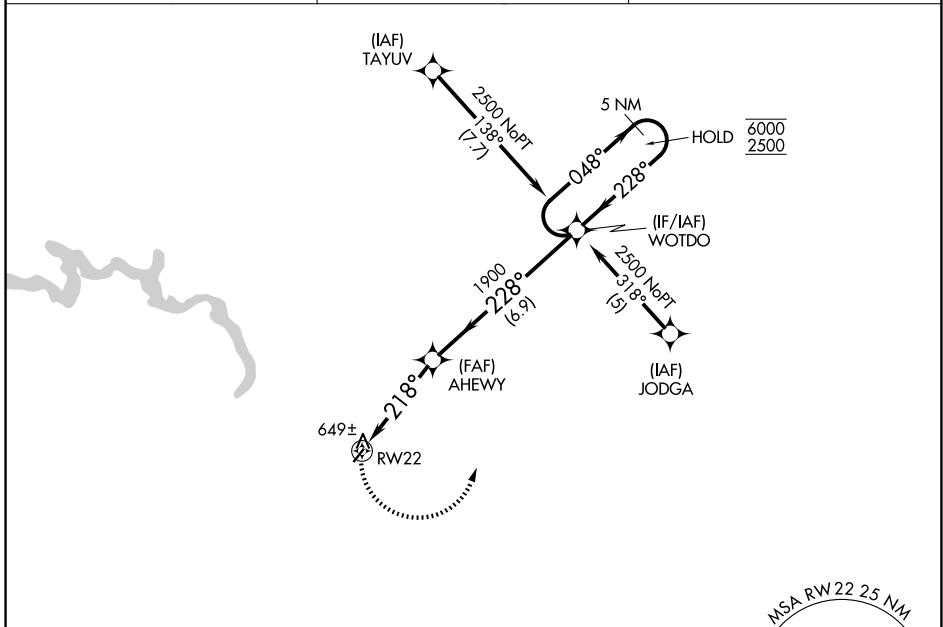 (IAF)
TAYUV
2500 NoPT
138°
(7.7)
5 NM
HOLD
6000
2500
048°
228°
(IF/IAF)
WOTDO
2500 NoPT
318°
(5)
(IAF)
JODGA
1900
228°
(6.9)
(FAF)
AHEWY
218°
649±
RW22
MSA RW22 25 NM